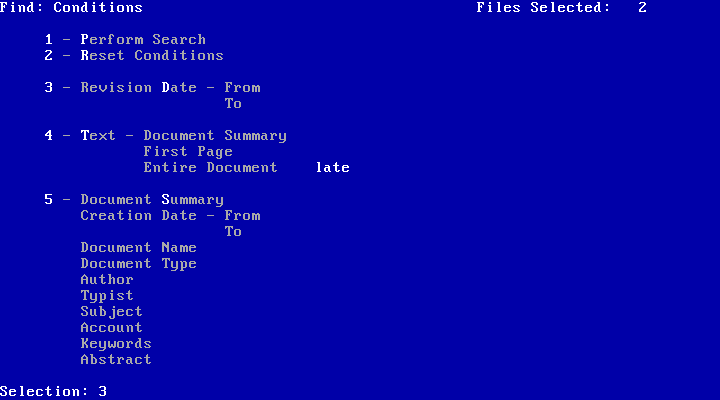 Find: Conditions Files Selected: 2
1 - Perform Search
2 - Reset Conditions
3 - Revision Date - From
To
4 - Text - Document Summary
First Page
Entire Document late
5 - Document Summary
Creation Date - From
To
Document Name
Document Type
Author
Typist
Subject
Account
Keywords
Abstract
Selection: 3